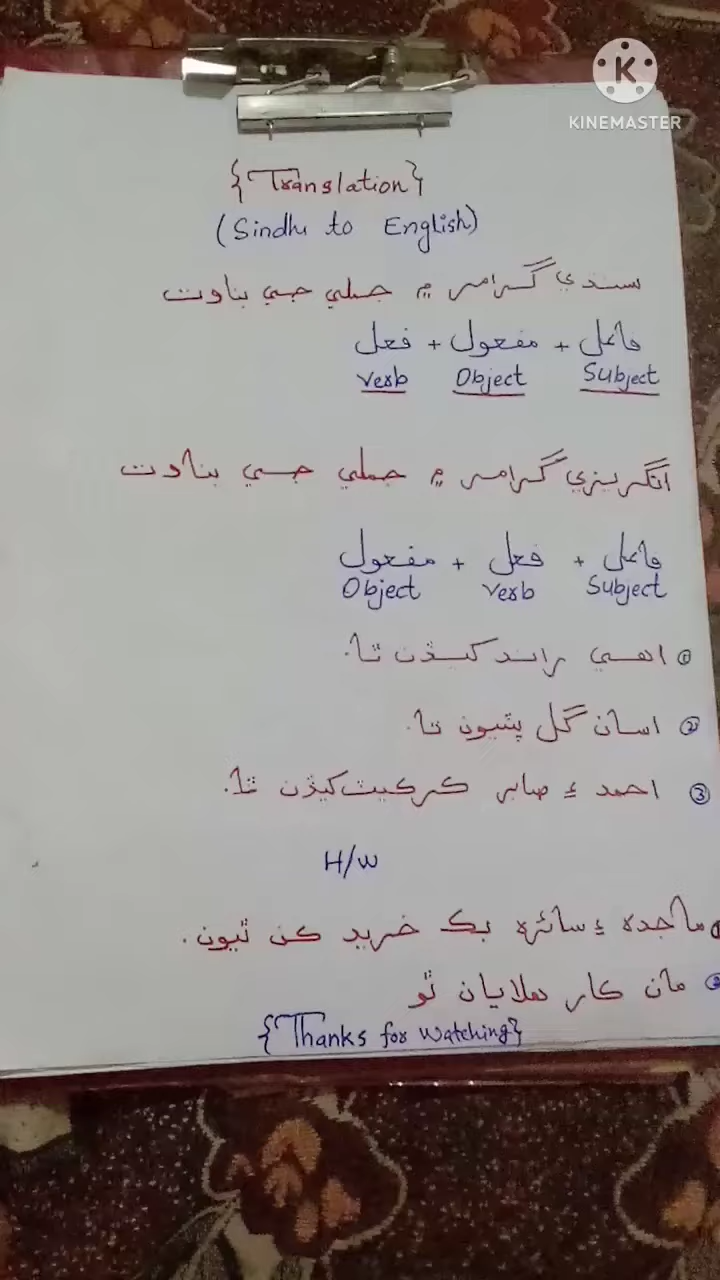 KINEMASTER
{Translation}
(Sindhi to English)
سنڌي گرامر ۾ جملي جي بناوت
فاعل + مفعول + فعل
Subject Object Verb
انگريزي گرامر ۾ جملي جي بناوت
فاعل + فعل + مفعول
Subject Verb Object
① اهي راند کيڏن ٿا.
② اسان گل پٽيون ٿا.
③ احمد ۽ صابر ڪرڪيٽ کيڏن ٿا.
H/W
① ماجده ۽ سائره بڪ خريد ڪن ٿيون.
② مان ڪار هلايان ٿو
{Thanks for watching}